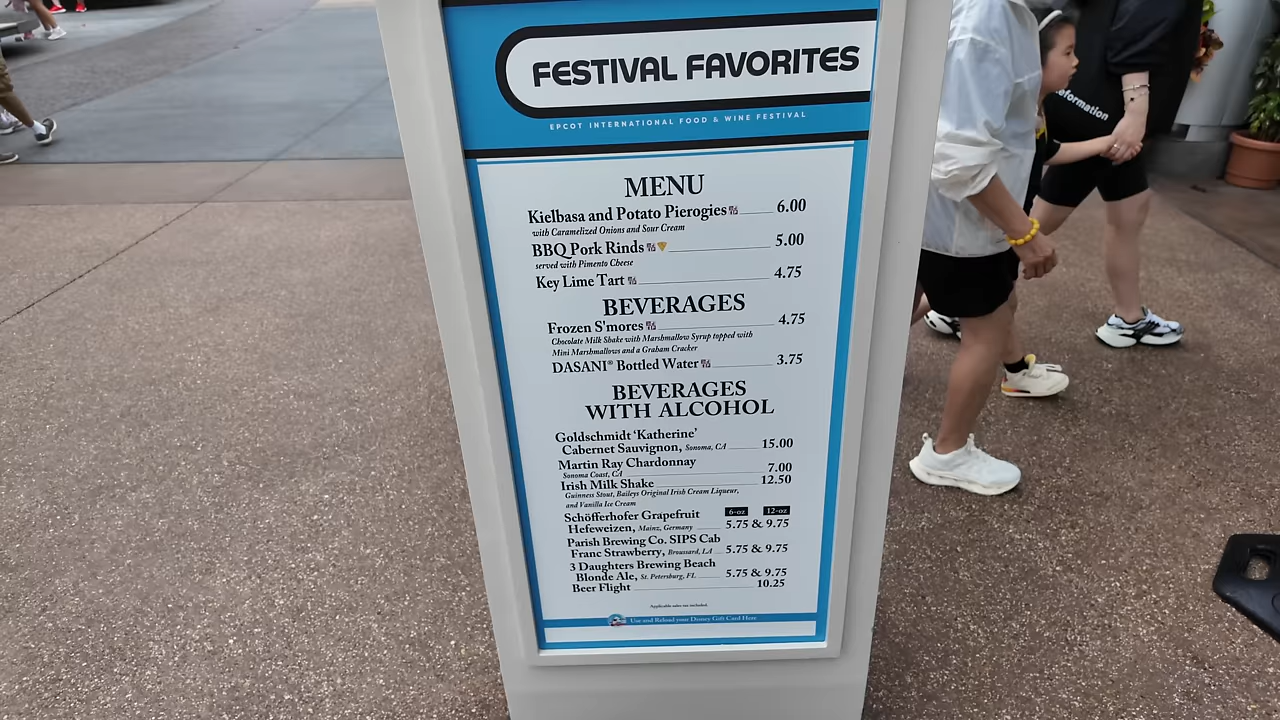 FESTIVAL FAVORITES
EPCOT INTERNATIONAL FOOD & WINE FESTIVAL
MENU
Kielbasa and Potato Pierogies 6.00
with Caramelized Onions and Sour Cream
BBQ Pork Rinds 5.00
served with Pimento Cheese
Key Lime Tart 4.75
BEVERAGES
Frozen S'mores 4.75
Chocolate Milk Shake with Marshmallow Syrup topped with
Mini Marshmallows and a Graham Cracker
DASANI® Bottled Water 3.75
BEVERAGES
WITH ALCOHOL
Goldschmidt ‘Katherine’
Cabernet Sauvignon, Sonoma, CA 15.00
Martin Ray Chardonnay
Sonoma Coast, CA 7.00
Irish Milk Shake 12.50
Guinness Stout, Baileys Original Irish Cream Liqueur,
and Vanilla Ice Cream
6-oz 12-oz
Schöfferhofer Grapefruit
Hefeweizen, Mainz, Germany 5.75 & 9.75
Parish Brewing Co. SIPS Cab
Franc Strawberry, Broussard, LA 5.75 & 9.75
3 Daughters Brewing Beach
Blonde Ale, St. Petersburg, FL 5.75 & 9.75
Beer Flight 10.25
Applicable sales tax not included.
Use and Reload your Disney Gift Card Here
eformation